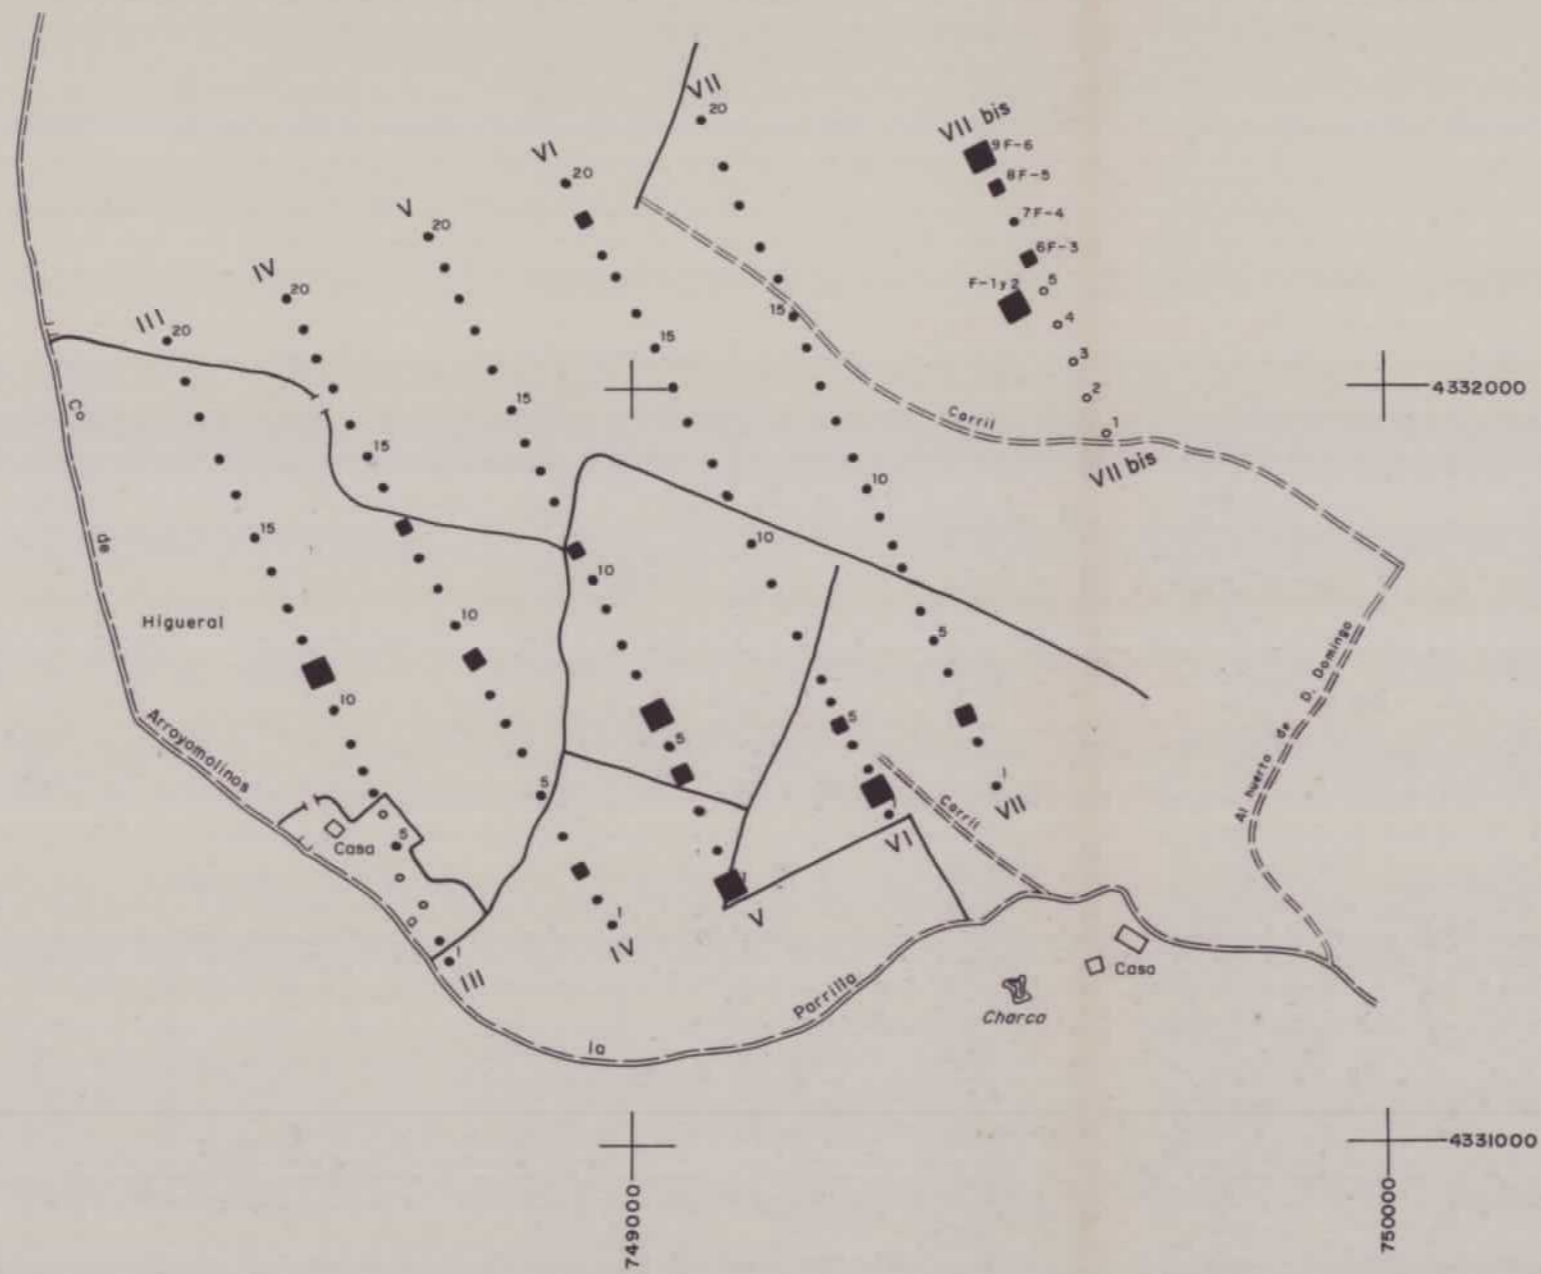 VII
20
VII bis
9F-6
8F-5
7F-4
6F-3
F-1y2
5
4
3
2
1
VII bis
VI
20
15
10
5
VI
V
20
15
10
5
V
IV
20
15
10
5
1
IV
III
20
15
10
5
1
III
15
10
5
1
VII
4332000
Carril
Co de Arroyomolinos a la Parrilla
Higueral
Casa
Carril
Al huerto de D. Domingo
Casa
Charca
4331000
749000
750000